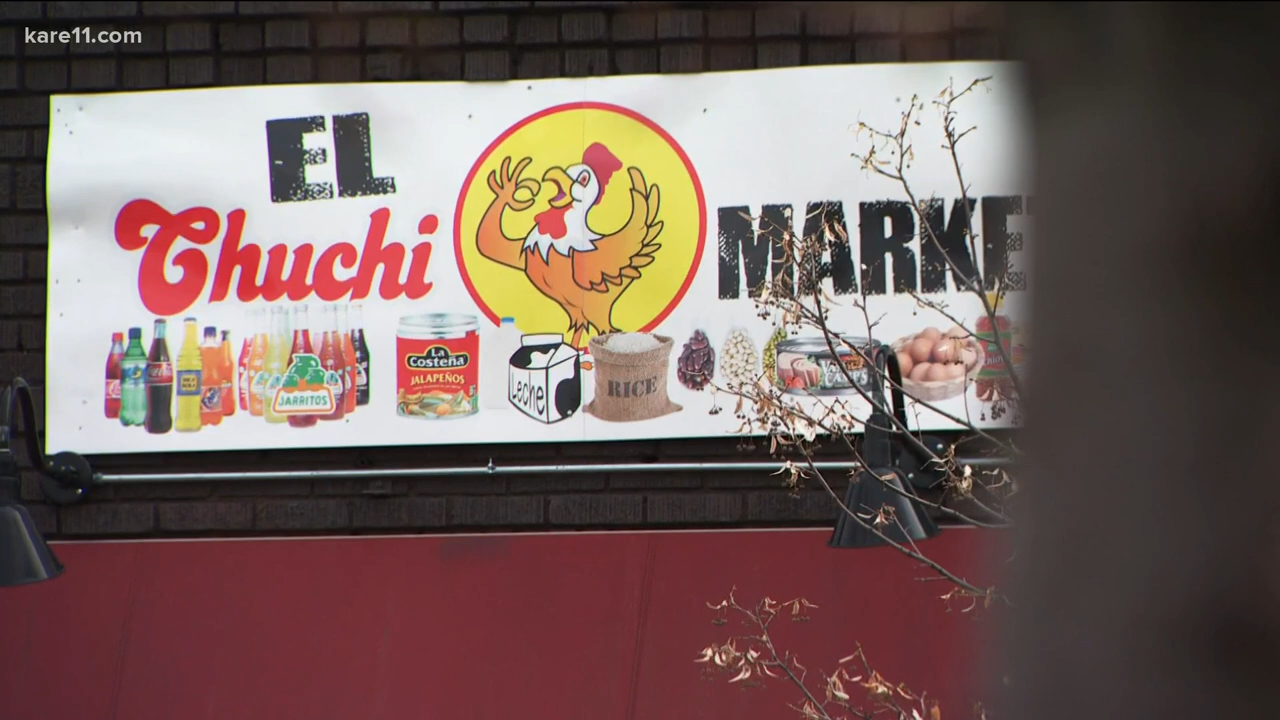 kare11.com
EL
Chuchi
MARKE
La
Costeña
JALAPEÑOS
JARRITOS
Leche
RICE